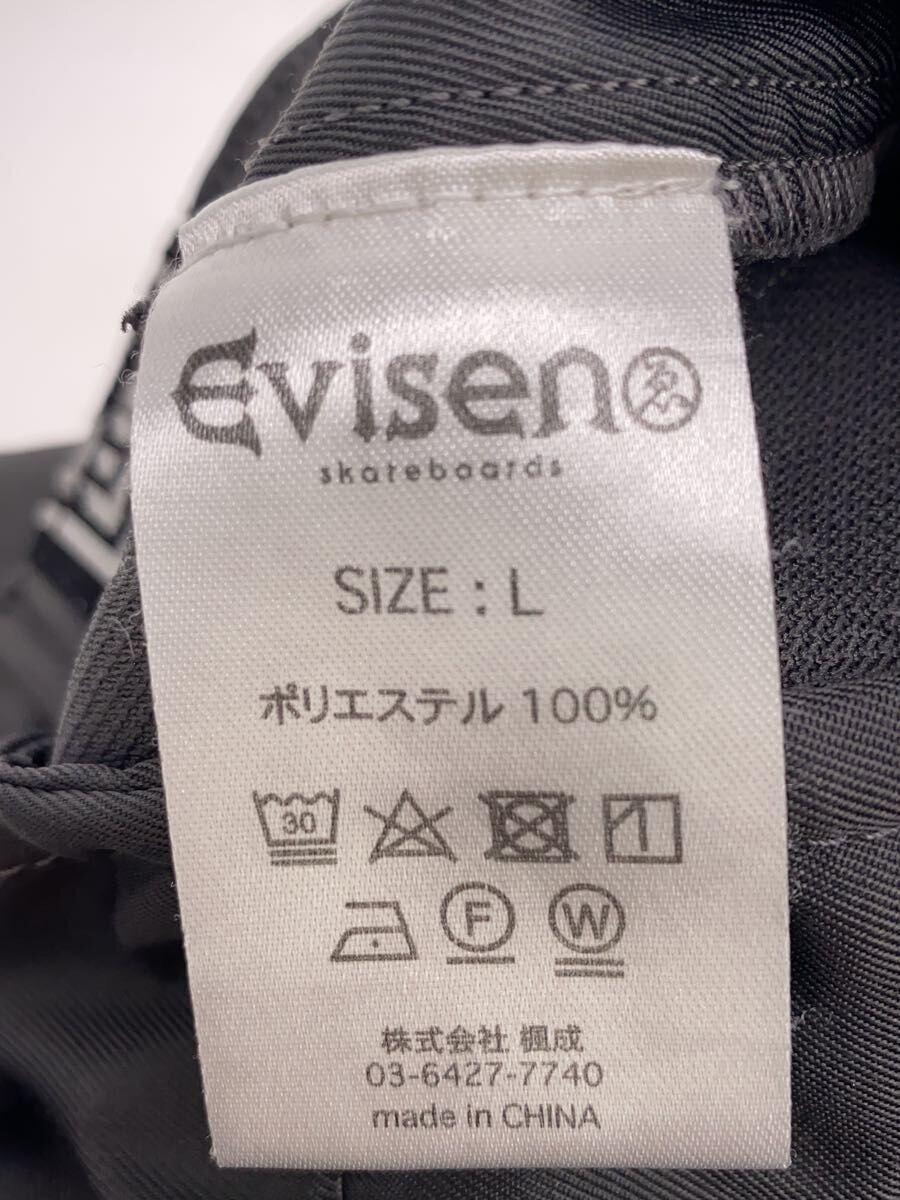 Evisen ゑ
skateboards
SIZE : L
ポリエステル 100%
30
F W
株式会社 楓成
03-6427-7740
made in CHINA